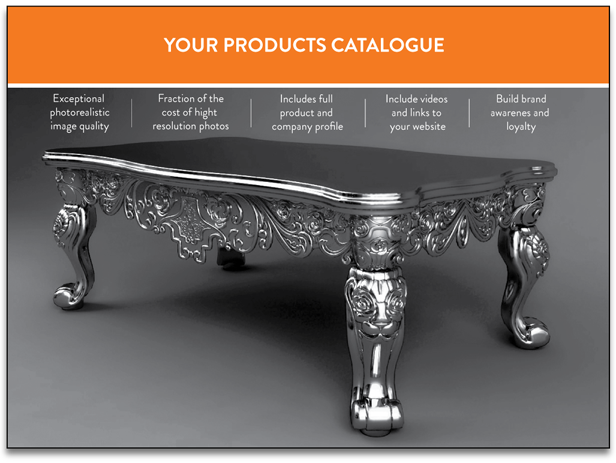 YOUR PRODUCTS CATALOGUE
Exceptional
photorealistic
image quality
Fraction of the
cost of hight
resolution photos
Includes full
product and
company profile
Include videos
and links to
your website
Build brand
awarenes and
loyalty